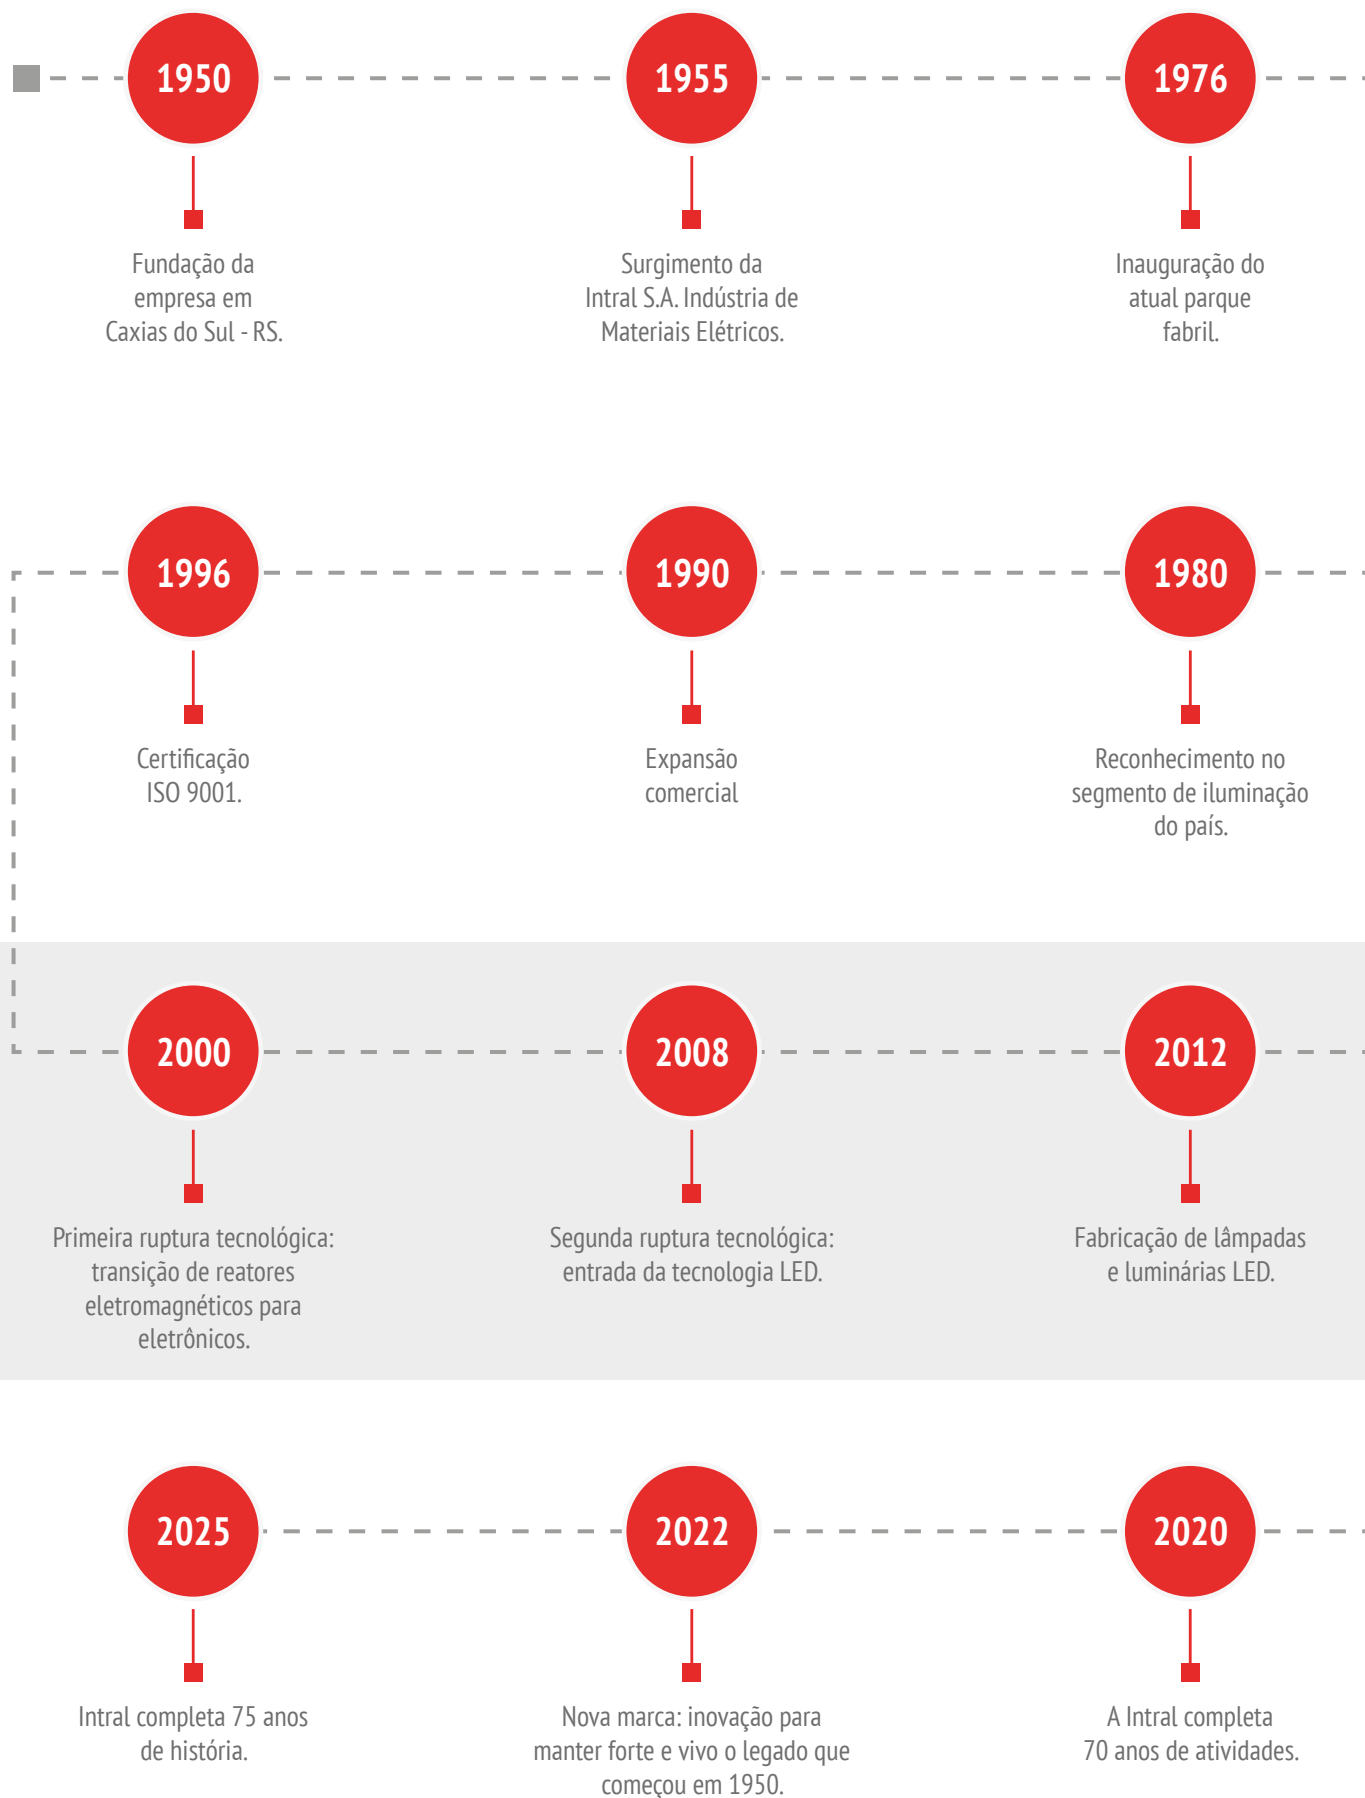 1950
Fundação da
empresa em
Caxias do Sul - RS.
1955
Surgimento da
Intral S.A. Indústria de
Materiais Elétricos.
1976
Inauguração do
atual parque
fabril.
1996
Certificação
ISO 9001.
1990
Expansão
comercial
1980
Reconhecimento no
segmento de iluminação
do país.
2000
Primeira ruptura tecnológica:
transição de reatores
eletromagnéticos para
eletrônicos.
2008
Segunda ruptura tecnológica:
entrada da tecnologia LED.
2012
Fabricação de lâmpadas
e luminárias LED.
2025
Intral completa 75 anos
de história.
2022
Nova marca: inovação para
manter forte e vivo o legado que
começou em 1950.
2020
A Intral completa
70 anos de atividades.